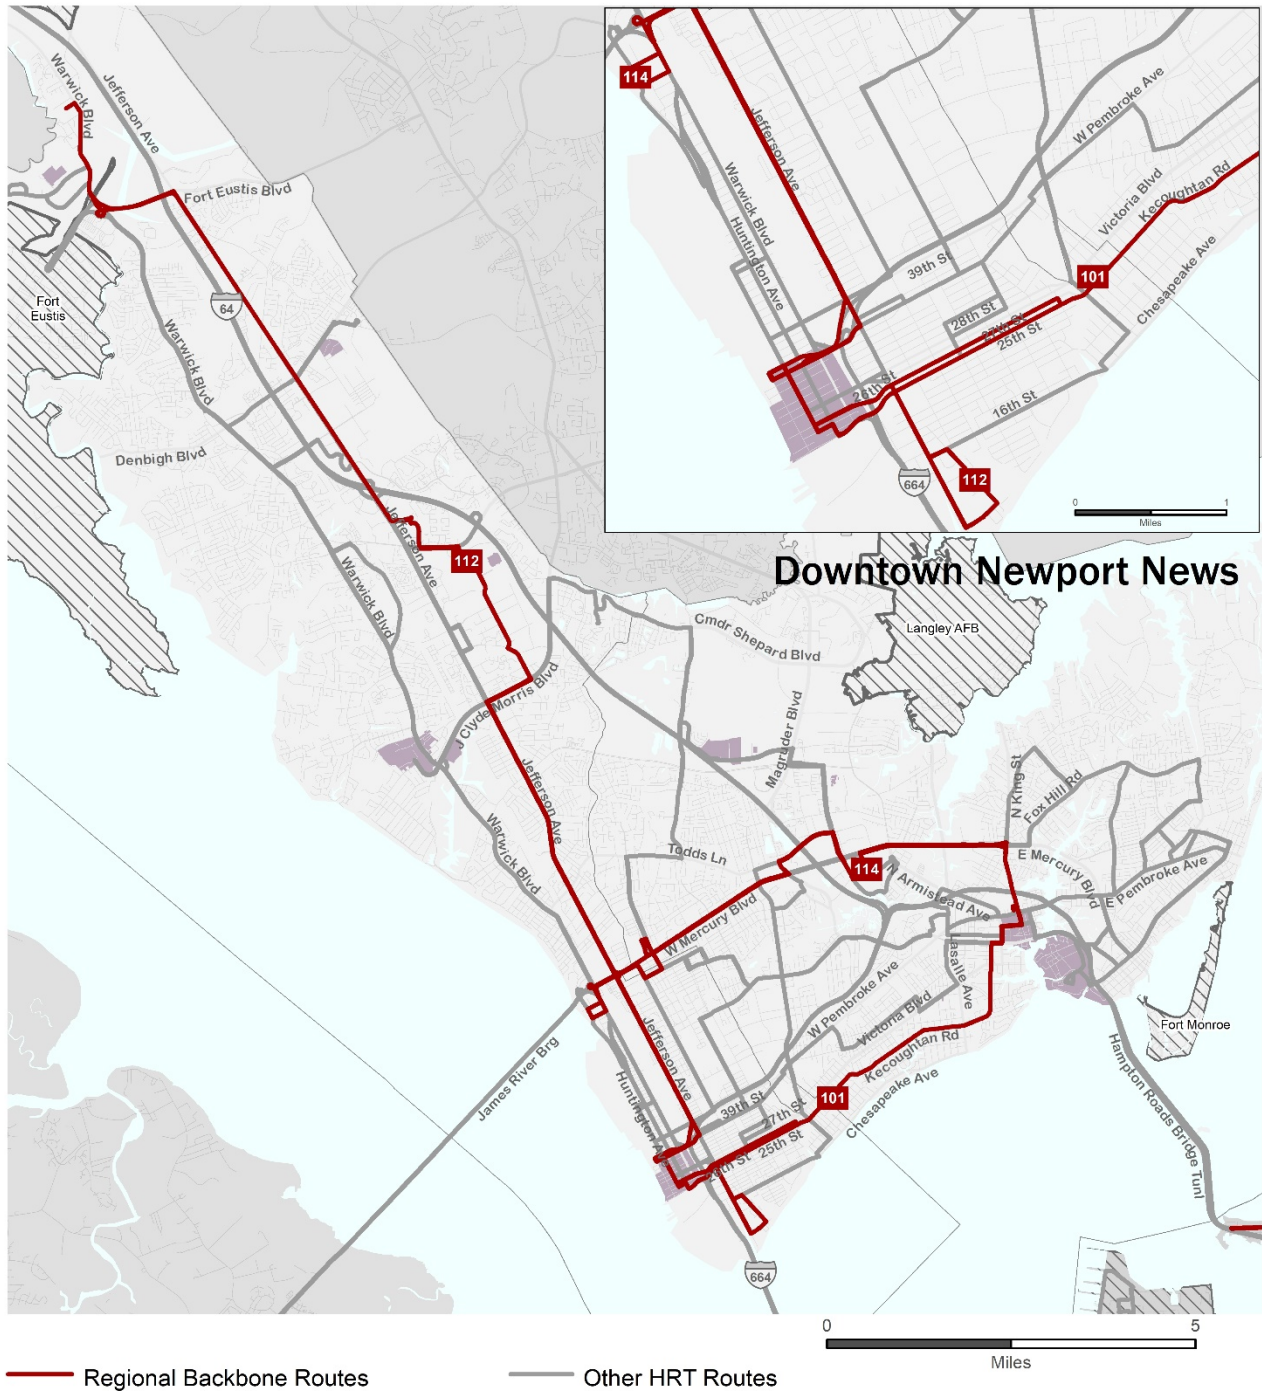 Warwick Blvd
Jefferson Ave
Fort Eustis Blvd
Fort
Eustis
64
Warwick Blvd
Denbigh Blvd
Jefferson Ave
112
Warwick Blvd
J Clyde Morris Blvd
Jefferson Ave
Warwick Blvd
114
Jefferson Ave
W Pembroke Ave
Warwick Blvd
Huntington Ave
Victoria Blvd
Kecoughtan Rd
39th St
101
Chesapeake Ave
28th St
27th St
25th St
26th St
16th St
112
664
0
1
Miles
Downtown Newport News
Langley AFB
Cmdr Shepard Blvd
Magruder Blvd
N King St
Fox Hill Rd
Todds Ln
114
E Mercury Blvd
E Pembroke Ave
N Armistead Ave
W Mercury Blvd
Lasalle Ave
W Pembroke Ave
Victoria Blvd
Fort Monroe
Kecoughtan Rd
James River Brg
Jefferson Ave
Huntington Ave
Chesapeake Ave
Hampton Roads Bridge Tunl
101
39th St
27th St
25th St
26th St
664
0
5
Miles
Regional Backbone Routes
Other HRT Routes